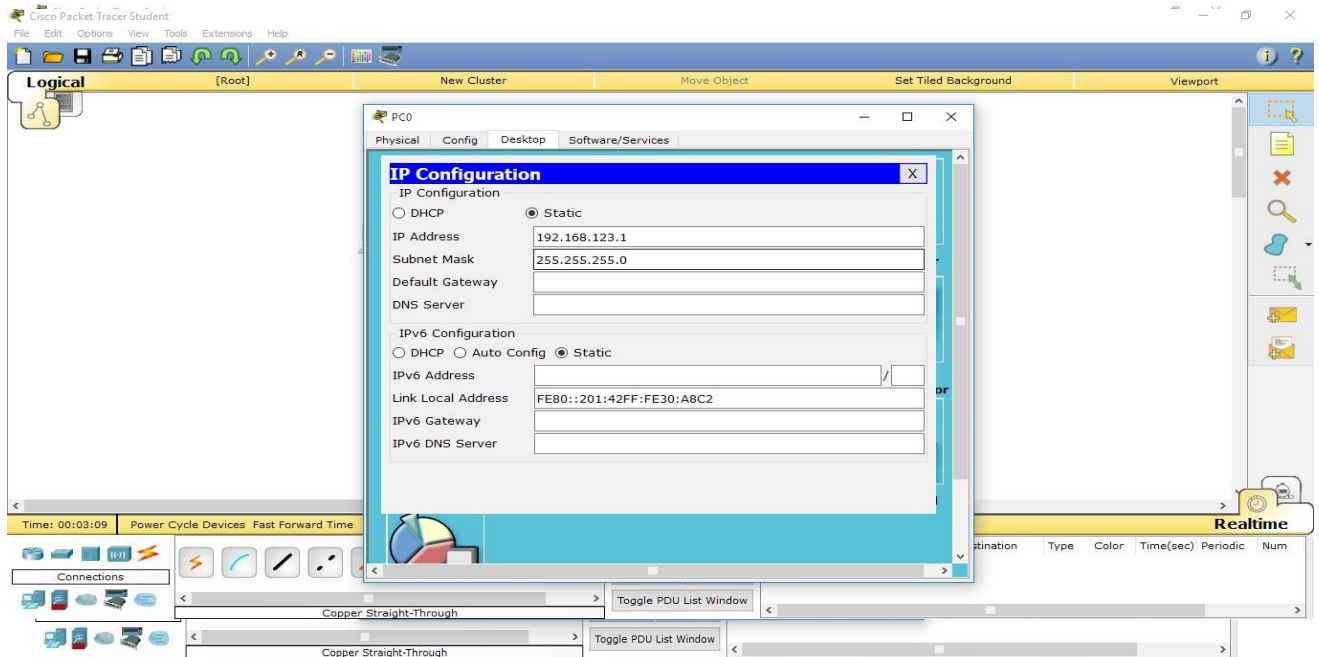 Cisco Packet Tracer Student
File Edit Options View Tools Extensions Help
Logical [Root] New Cluster Move Object Set Tiled Background Viewport
PC0
Physical Config Desktop Software/Services
IP Configuration X
IP Configuration
DHCP Static
IP Address 192.168.123.1
Subnet Mask 255.255.255.0
Default Gateway
DNS Server
IPv6 Configuration
DHCP Auto Config Static
IPv6 Address /
Link Local Address FE80::201:42FF:FE30:A8C2
IPv6 Gateway
IPv6 DNS Server
or
Time: 00:03:09 Power Cycle Devices Fast Forward Time Realtime
stination Type Color Time(sec) Periodic Num
Connections
Toggle PDU List Window
Copper Straight-Through
Toggle PDU List Window
Copper Straight-Through